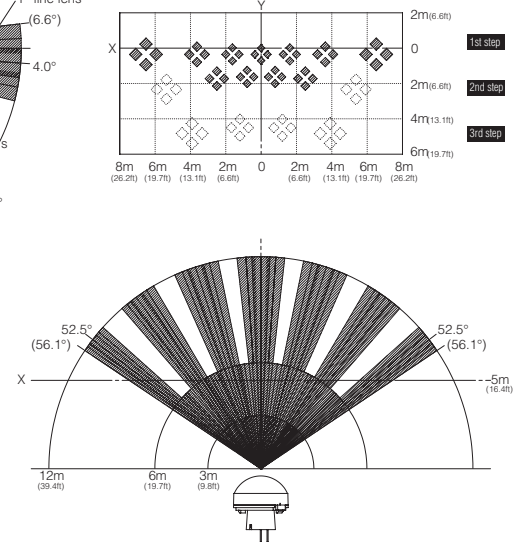 1st line lens
(6.6°)
4.0°
s
°
Y
X
2m(6.6ft)
0
2m(6.6ft)
4m(13.1ft)
6m(19.7ft)
1st step
2nd step
3rd step
8m 6m 4m 2m 0 2m 4m 6m 8m
(26.2ft) (19.7ft) (13.1ft) (6.6ft) (6.6ft) (13.1ft) (19.7ft) (26.2ft)
52.5°
(56.1°)
52.5°
(56.1°)
X
5m
(16.4ft)
12m 6m 3m
(39.4ft) (19.7ft) (9.8ft)